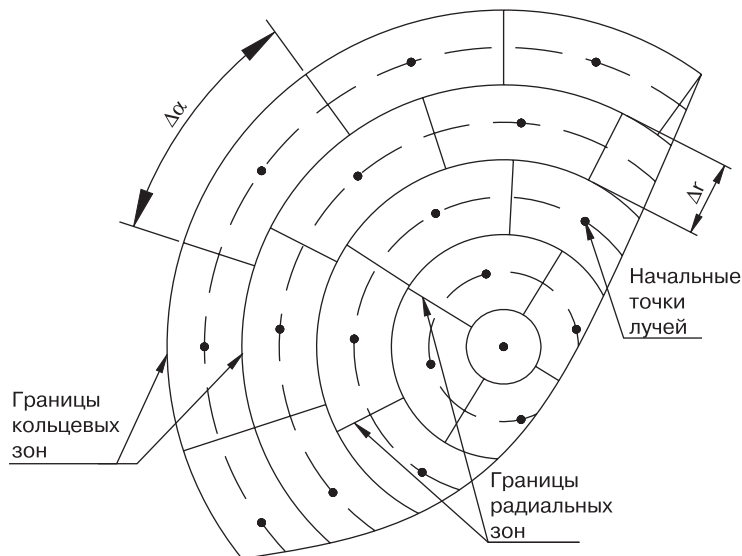 Δα
Δr
Начальные
точки
лучей
Границы
кольцевых
зон
Границы
радиальных
зон